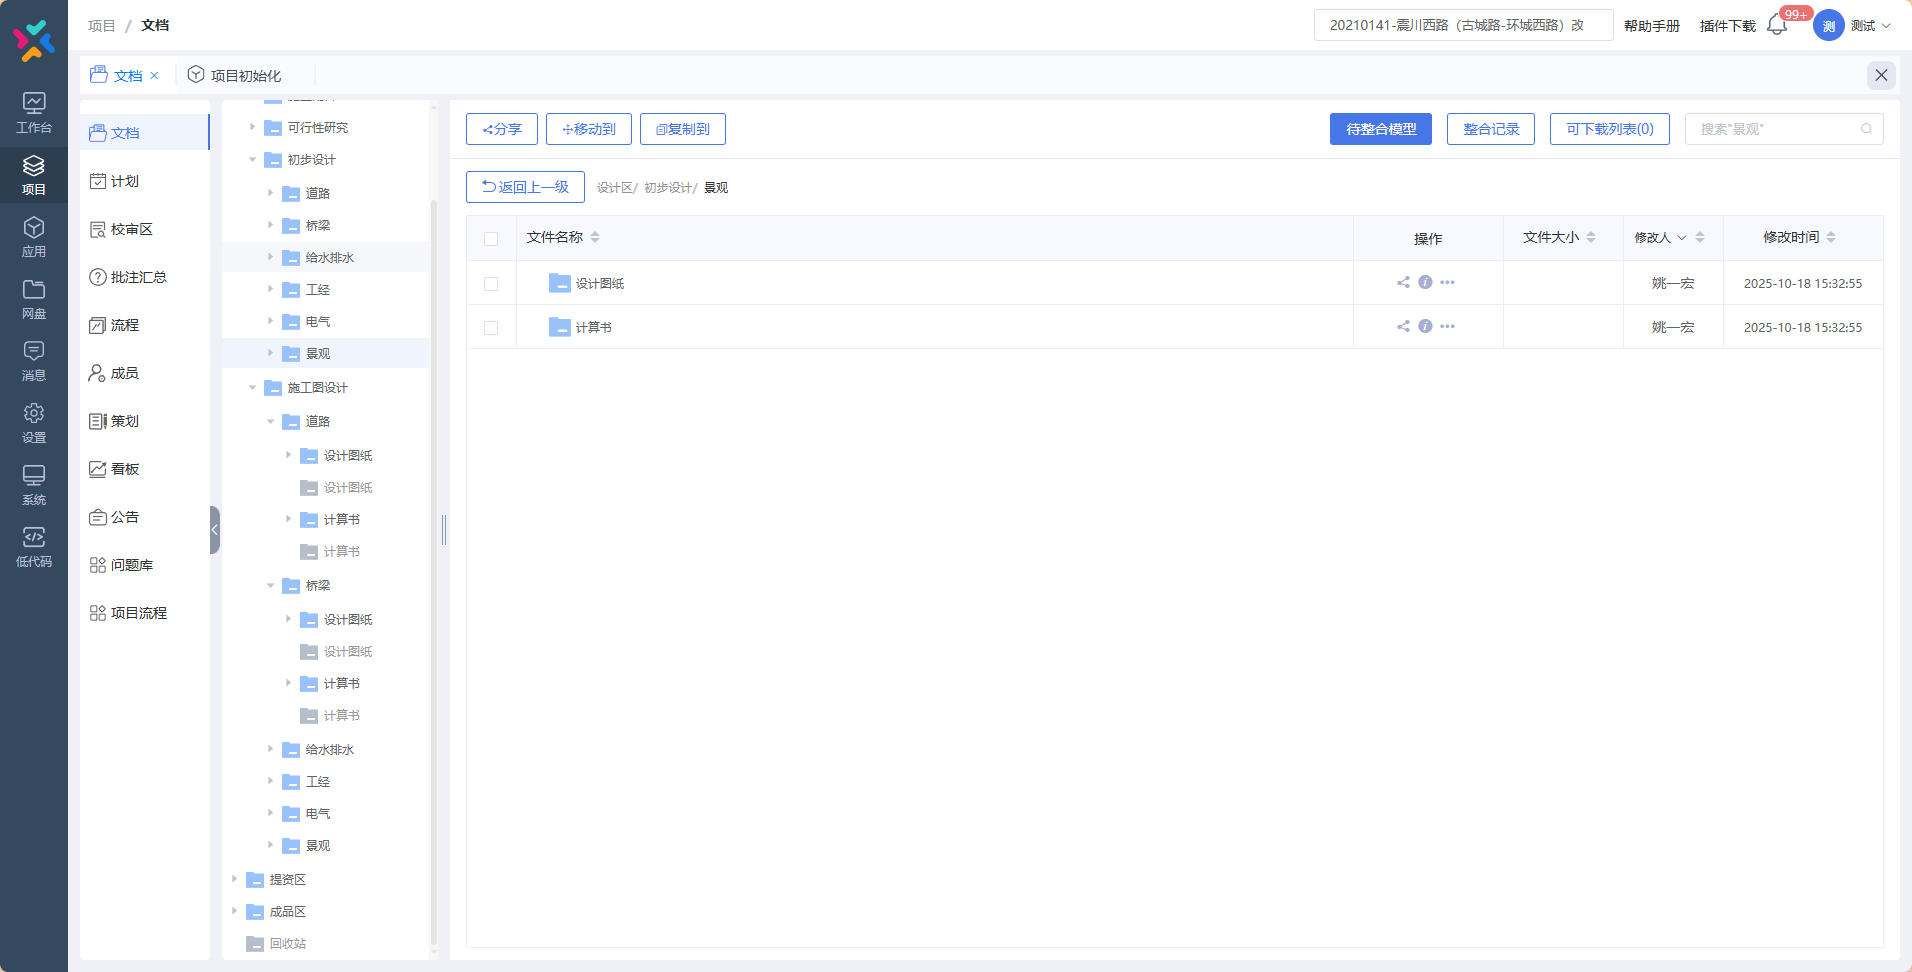 项目 / 文档
20210141-震川西路（古城路-环城西路）改
帮助手册
插件下载
99+
测
测试
工作台
项目
应用
网盘
消息
设置
系统
低代码
文档
项目初始化
文档
计划
校审区
批注汇总
流程
成员
策划
看板
公告
问题库
项目流程
可行性研究
初步设计
道路
桥梁
给水排水
工经
电气
景观
施工图设计
道路
设计图纸
设计图纸
计算书
计算书
桥梁
设计图纸
设计图纸
计算书
计算书
给水排水
工经
电气
景观
提资区
成品区
回收站
分享
移动到
复制到
待整合模型
整合记录
可下载列表(0)
搜索"景观"
返回上一级
设计区/ 初步设计/ 景观
文件名称 操作 文件大小 修改人 修改时间
设计图纸 姚一宏 2025-10-18 15:32:55
计算书 姚一宏 2025-10-18 15:32:55